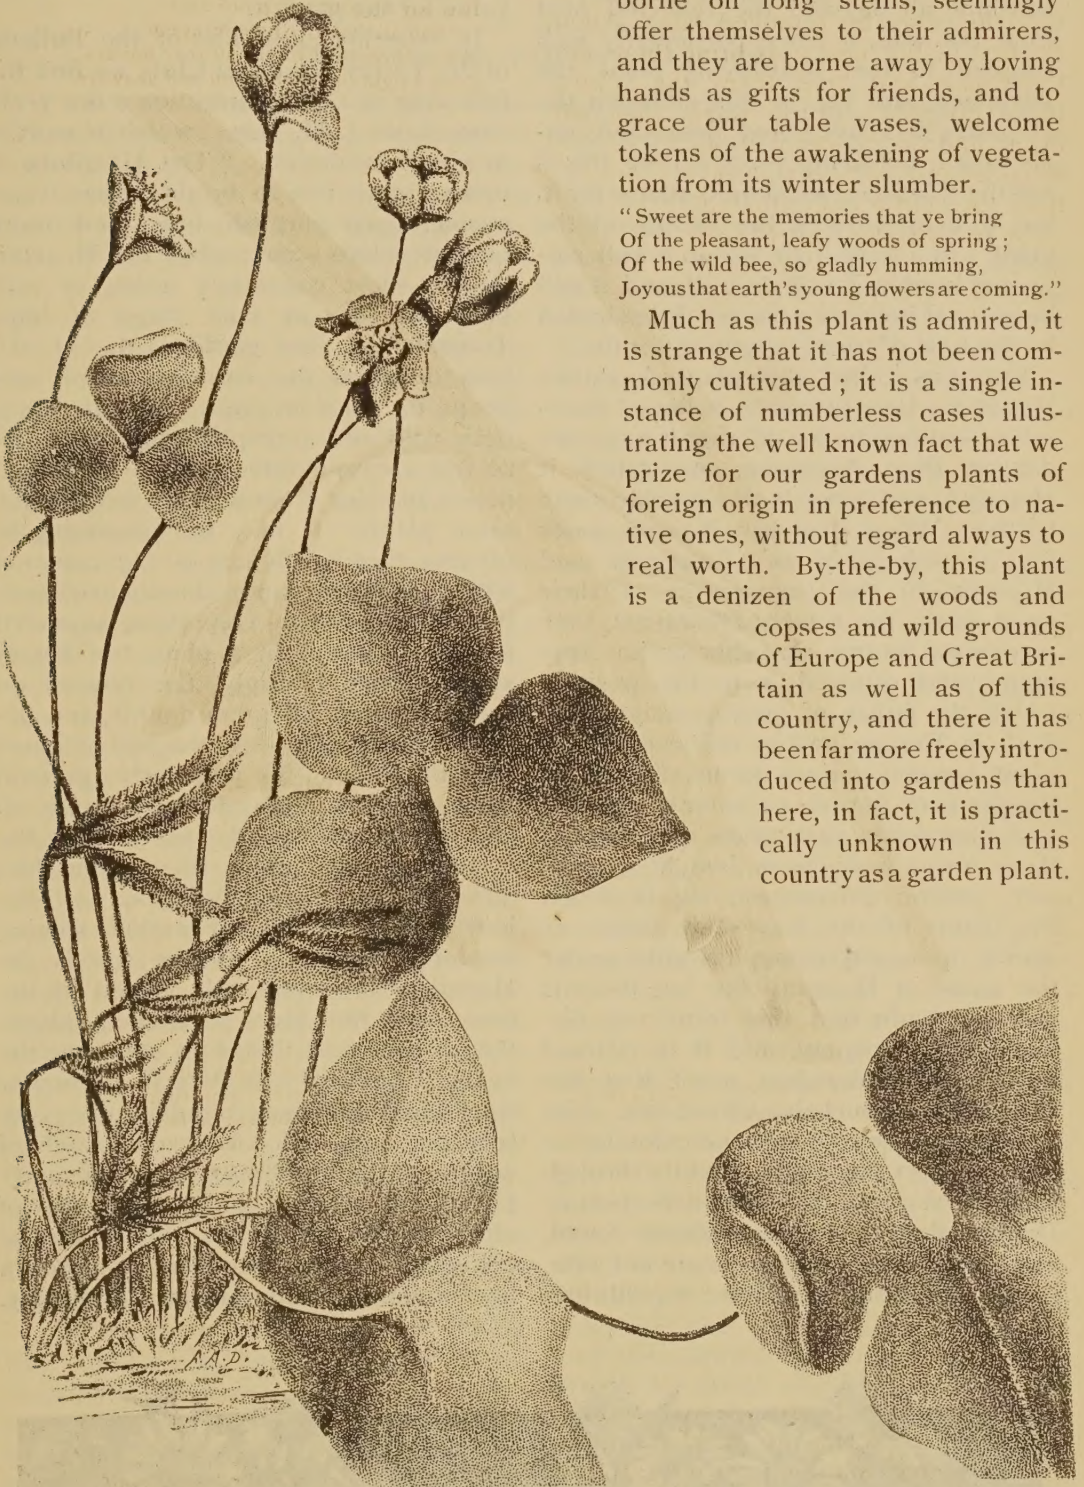 borne on long stems, seemingly
offer themselves to their admirers,
and they are borne away by loving
hands as gifts for friends, and to
grace our table vases, welcome
tokens of the awakening of vegeta-
tion from its winter slumber.
"Sweet are the memories that ye bring
Of the pleasant, leafy woods of spring;
Of the wild bee, so gladly humming,
Joyous that earth's young flowers are coming."
Much as this plant is admired, it
is strange that it has not been com-
monly cultivated; it is a single in-
stance of numberless cases illus-
trating the well known fact that we
prize for our gardens plants of
foreign origin in preference to na-
tive ones, without regard always to
real worth. By-the-by, this plant
is a denizen of the woods and
copses and wild grounds
of Europe and Great Bri-
tain as well as of this
country, and there it has
been far more freely intro-
duced into gardens than
here, in fact, it is practi-
cally unknown in this
country as a garden plant.
A.A.D.